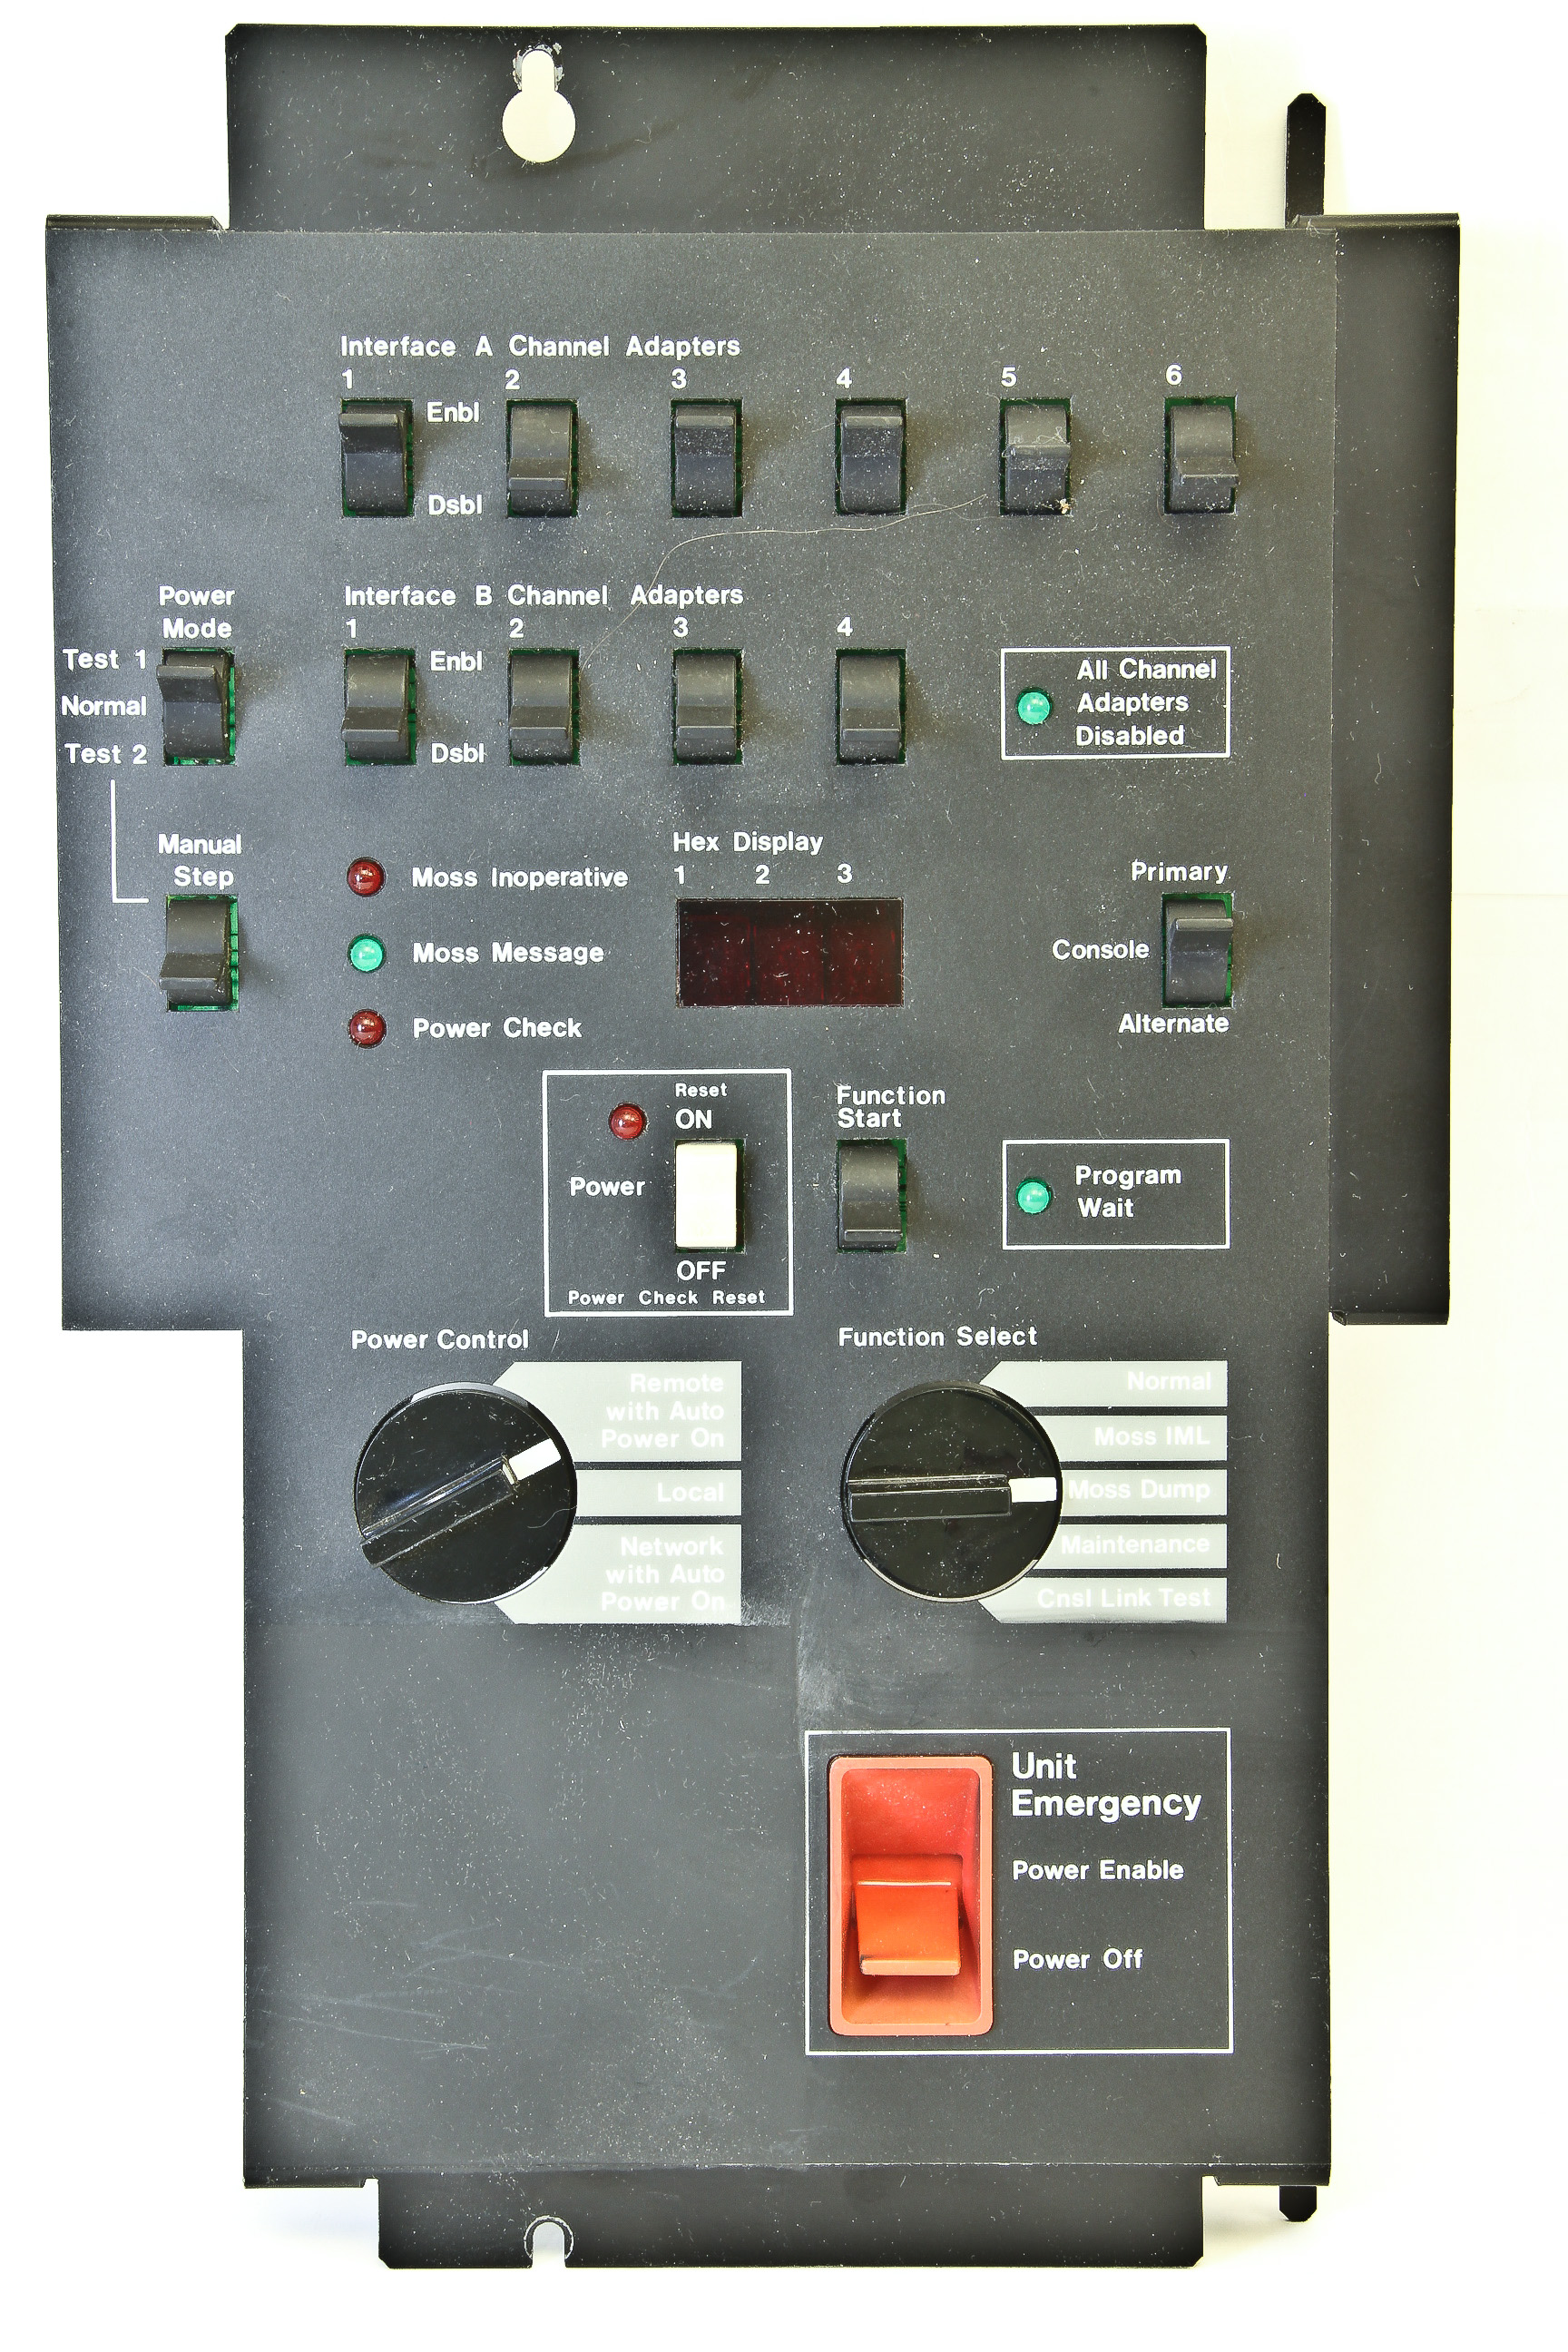 Interface A Channel Adapters
1 2 3 4 5 6
Enbl
Dsbl
Power
Mode
Test 1
Normal
Test 2
Interface B Channel Adapters
1 2 3 4
Enbl
Dsbl
All Channel
Adapters
Disabled
Manual
Step
Moss Inoperative
Moss Message
Power Check
Hex Display
1 2 3
Primary
Console
Alternate
Reset
ON
Power
OFF
Power Check Reset
Function
Start
Program
Wait
Power Control
Remote
with Auto
Power On
Local
Network
with Auto
Power On
Function Select
Normal
Moss IML
Moss Dump
Maintenance
Cnsl Link Test
Unit
Emergency
Power Enable
Power Off